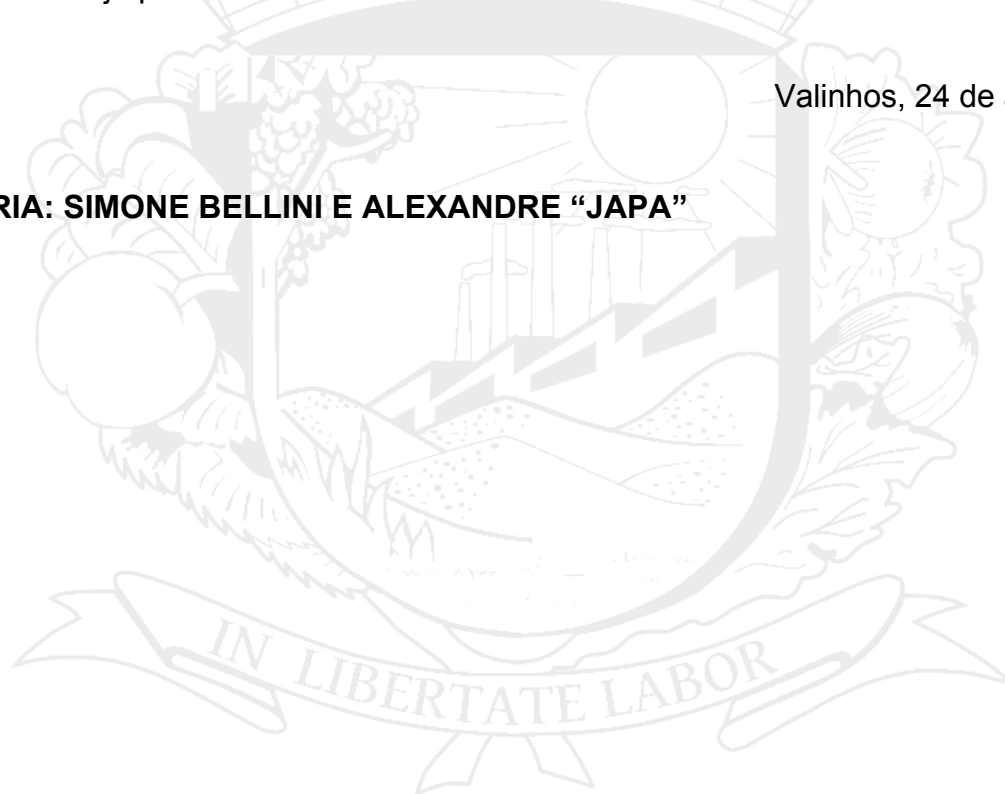 Valinhos, 24 de
RIA: SIMONE BELLINI E ALEXANDRE “JAPA”
IN LIBERTATE LABOR